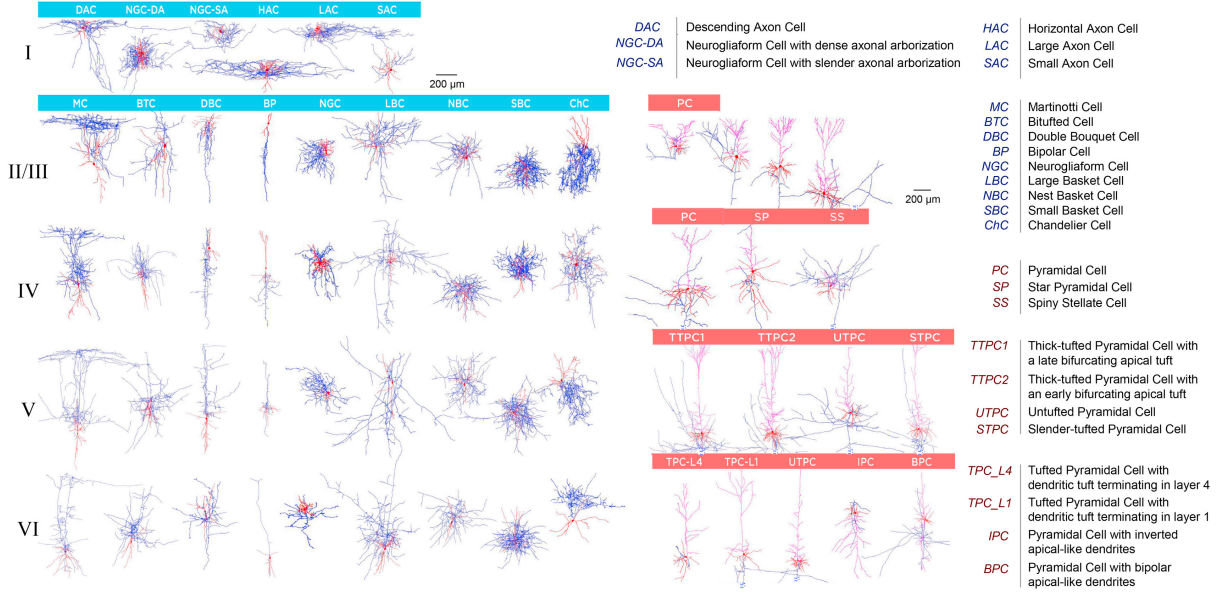 DAC NGC-DA NGC-SA HAC LAC SAC
I
200 µm
DAC Descending Axon Cell
NGC-DA Neurogliaform Cell with dense axonal arborization
NGC-SA Neurogliaform Cell with slender axonal arborization
HAC Horizontal Axon Cell
LAC Large Axon Cell
SAC Small Axon Cell
MC BTC DBC BP NGC LBC NBC SBC ChC
II/III
IV
V
VI
PC
200 µm
PC SP SS
TTPC1 TTPC2 UTPC STPC
TPC-L4 TPC-L1 UTPC IPC BPC
MC Martinotti Cell
BTC Bitufted Cell
DBC Double Bouquet Cell
BP Bipolar Cell
NGC Neurogliaform Cell
LBC Large Basket Cell
NBC Nest Basket Cell
SBC Small Basket Cell
ChC Chandelier Cell
PC Pyramidal Cell
SP Star Pyramidal Cell
SS Spiny Stellate Cell
TTPC1 Thick-tufted Pyramidal Cell with
a late bifurcating apical tuft
TTPC2 Thick-tufted Pyramidal Cell with
an early bifurcating apical tuft
UTPC Untufted Pyramidal Cell
STPC Slender-tufted Pyramidal Cell
TPC_L4 Tufted Pyramidal Cell with
dendritic tuft terminating in layer 4
TPC_L1 Tufted Pyramidal Cell with
dendritic tuft terminating in layer 1
IPC Pyramidal Cell with inverted
apical-like dendrites
BPC Pyramidal Cell with bipolar
apical-like dendrites